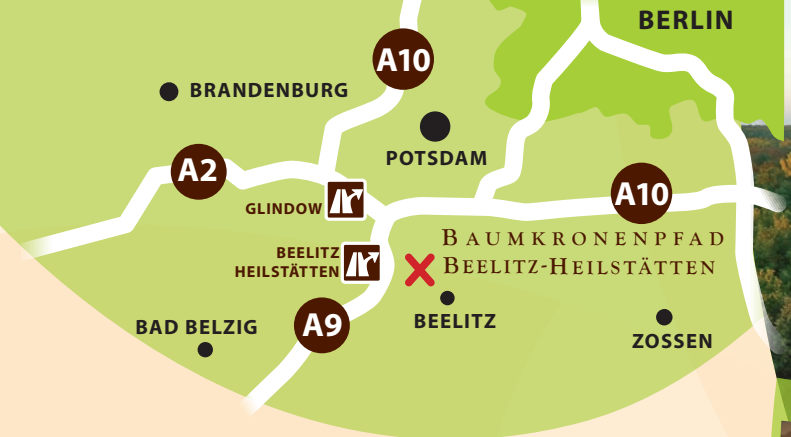 BERLIN
A10
BRANDENBURG
POTSDAM
A2
A10
GLINDOW
BAUMKRONENPFAD
BEELITZ-HEILSTÄTTEN
BEELITZ
HEILSTÄTTEN
A9
BEELITZ
BAD BELZIG
ZOSSEN